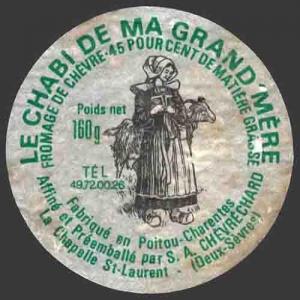 LE CHABI DE MA GRAND'MÈRE
FROMAGE DE CHÈVRE-45 POUR CENT DE MATIÈRE GRASSE
Poids net
160g
TÉL
49.72.00.26
Fabriqué en Poitou-Charentes
Affiné et Préemballé par S. A. CHÉVRÉCHARD
La Chapelle St-Laurent - (Deux-Sèvres)